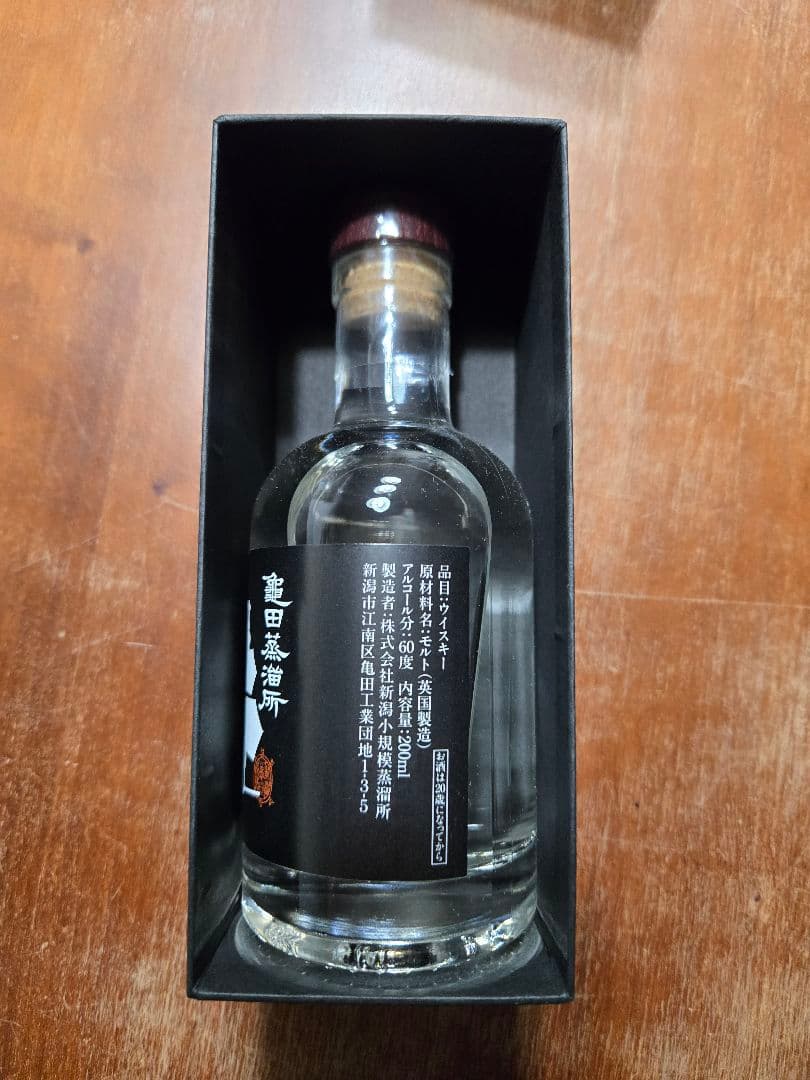 品目:ウイスキー
原材料名:モルト(英国製造)
アルコール分:60度 内容量:200ml
製造者:株式会社新潟小規模蒸溜所
新潟市江南区亀田工業団地1-3-5
お酒は20歳になってから
龜田蒸溜所